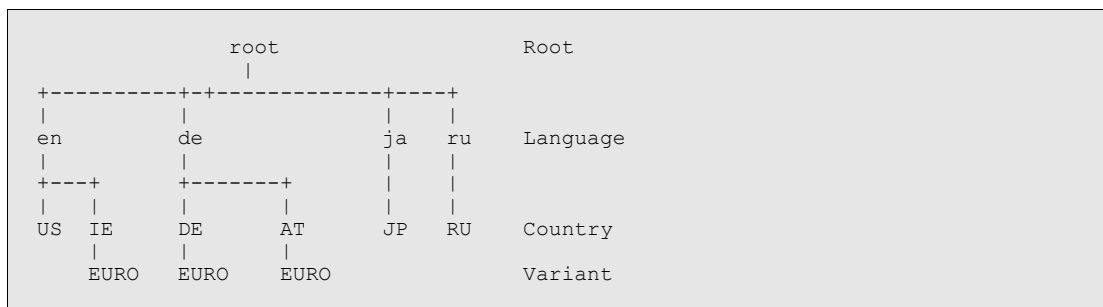 root Root
|
+----------+-+-------------+----+
| | | |
en de ja ru Language
| | | |
+---+ +-------+ | |
| | | | | |
US IE DE AT JP RU Country
| | |
EURO EURO EURO Variant